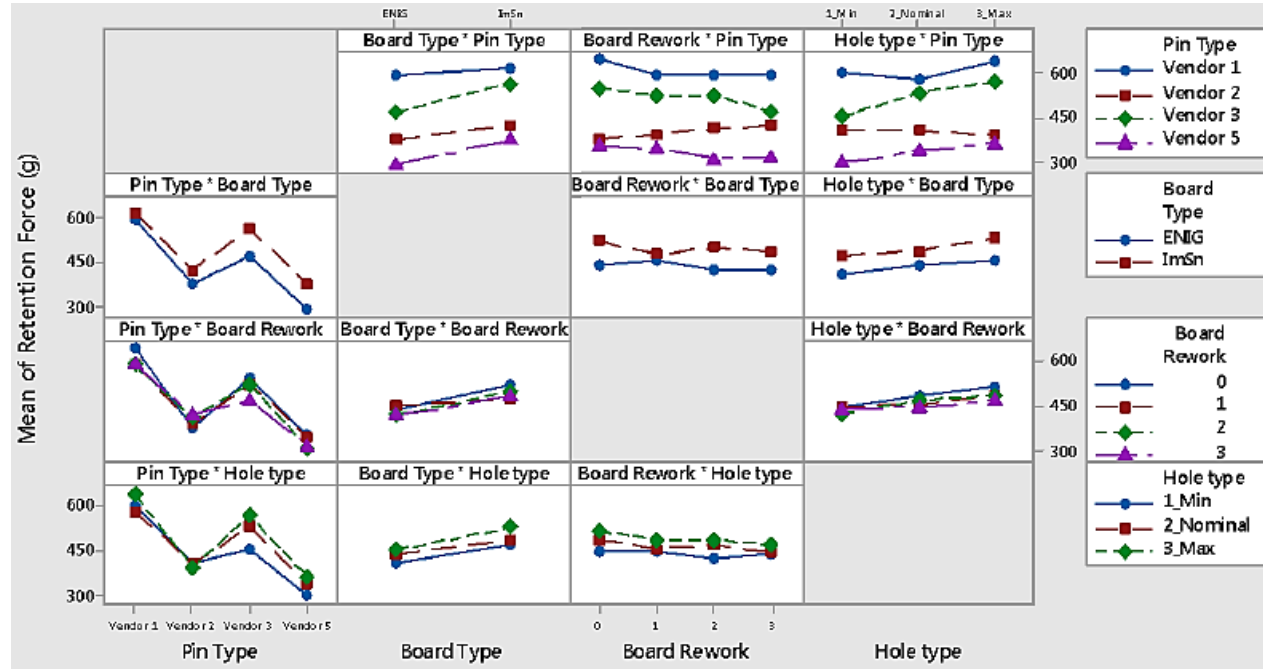 ENIG ImSn 1_Min 2_Nominal 3_Max
Board Type * Pin Type Board Rework * Pin Type Hole type * Pin Type
600
450
300
Pin Type
Vendor 1
Vendor 2
Vendor 3
Vendor 5
Pin Type * Board Type Board Rework * Board Type Hole type * Board Type
600
450
300
Board
Type
ENIG
ImSn
Pin Type * Board Rework Board Type * Board Rework Hole type * Board Rework
600
450
300
Board
Rework
0
1
2
3
Pin Type * Hole type Board Type * Hole type Board Rework * Hole type
600
450
300
Hole type
1_Min
2_Nominal
3_Max
Vendor 1 Vendor 2 Vendor 3 Vendor 5 0 1 2 3
Pin Type Board Type Board Rework Hole type
Mean of Retention Force (g)